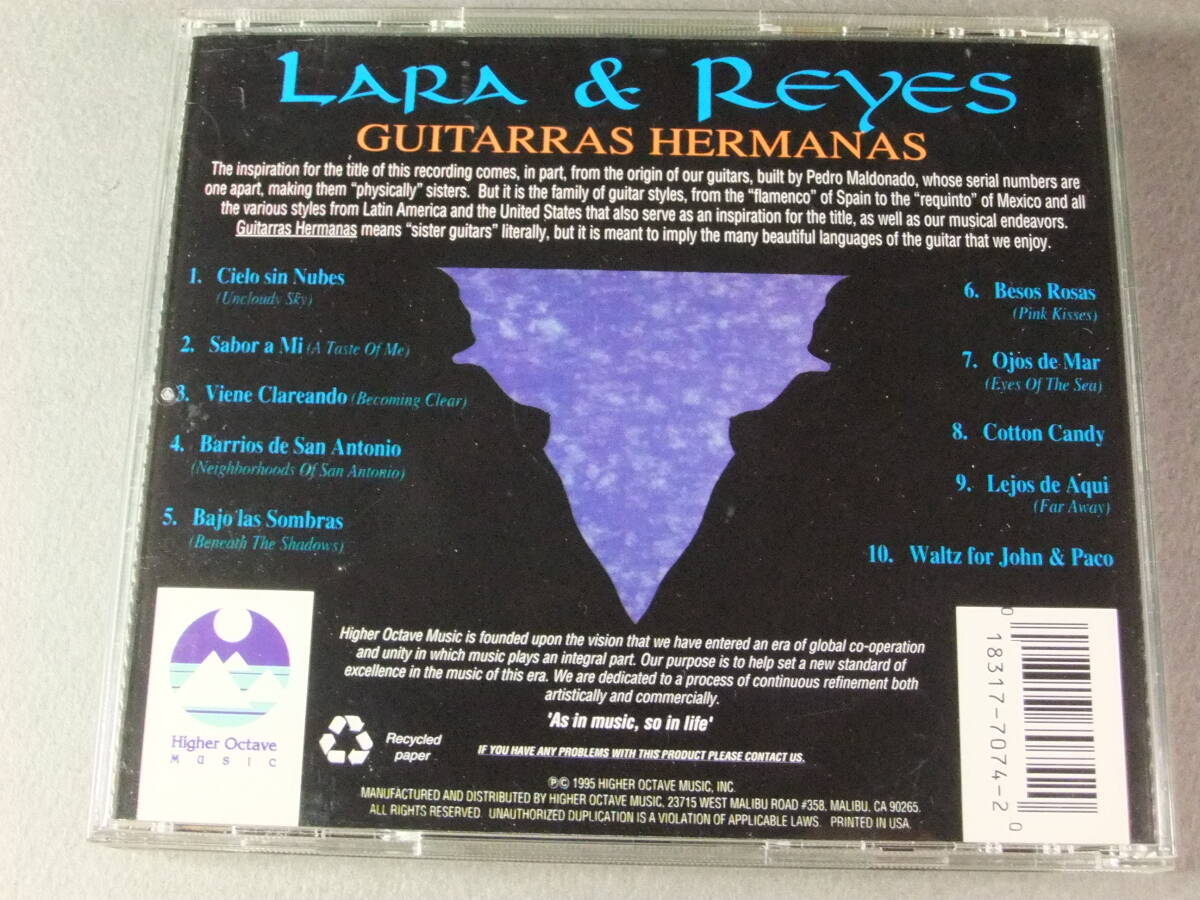 LARA & REYES
GUITARRAS HERMANAS
The inspiration for the title of this recording comes, in part, from the origin of our guitars, built by Pedro Maldonado, whose serial numbers are
one apart, making them "physically" sisters. But it is the family of guitar styles, from the "flamenco" of Spain to the "requinto" of Mexico and all
the various styles from Latin America and the United States that also serve as an inspiration for the title, as well as our musical endeavors.
Guitarras Hermanas means "sister guitars" literally, but it is meant to imply the many beautiful languages of the guitar that we enjoy.
1. Cielo sin Nubes
(Uncloudy Sky)
2. Sabor a Mi (A Taste Of Me)
3. Viene Clareando (Becoming Clear)
4. Barrios de San Antonio
(Neighborhoods Of San Antonio)
5. Bajo las Sombras
(Beneath The Shadows)
6. Besos Rosas
(Pink Kisses)
7. Ojos de Mar
(Eyes Of The Sea)
8. Cotton Candy
9. Lejos de Aqui
(Far Away)
10. Waltz for John & Paco
Higher Octave Music is founded upon the vision that we have entered an era of global co-operation
and unity in which music plays an integral part. Our purpose is to help set a new standard of
excellence in the music of this era. We are dedicated to a process of continuous refinement both
artistically and commercially.
'As in music, so in life'
Higher Octave
Music
Recycled
paper
IF YOU HAVE ANY PROBLEMS WITH THIS PRODUCT PLEASE CONTACT US.
℗© 1995 HIGHER OCTAVE MUSIC, INC.
MANUFACTURED AND DISTRIBUTED BY HIGHER OCTAVE MUSIC, 23715 WEST MALIBU ROAD #358, MALIBU, CA 90265.
ALL RIGHTS RESERVED. UNAUTHORIZED DUPLICATION IS A VIOLATION OF APPLICABLE LAWS. PRINTED IN USA.
0 18317-7074-2 0